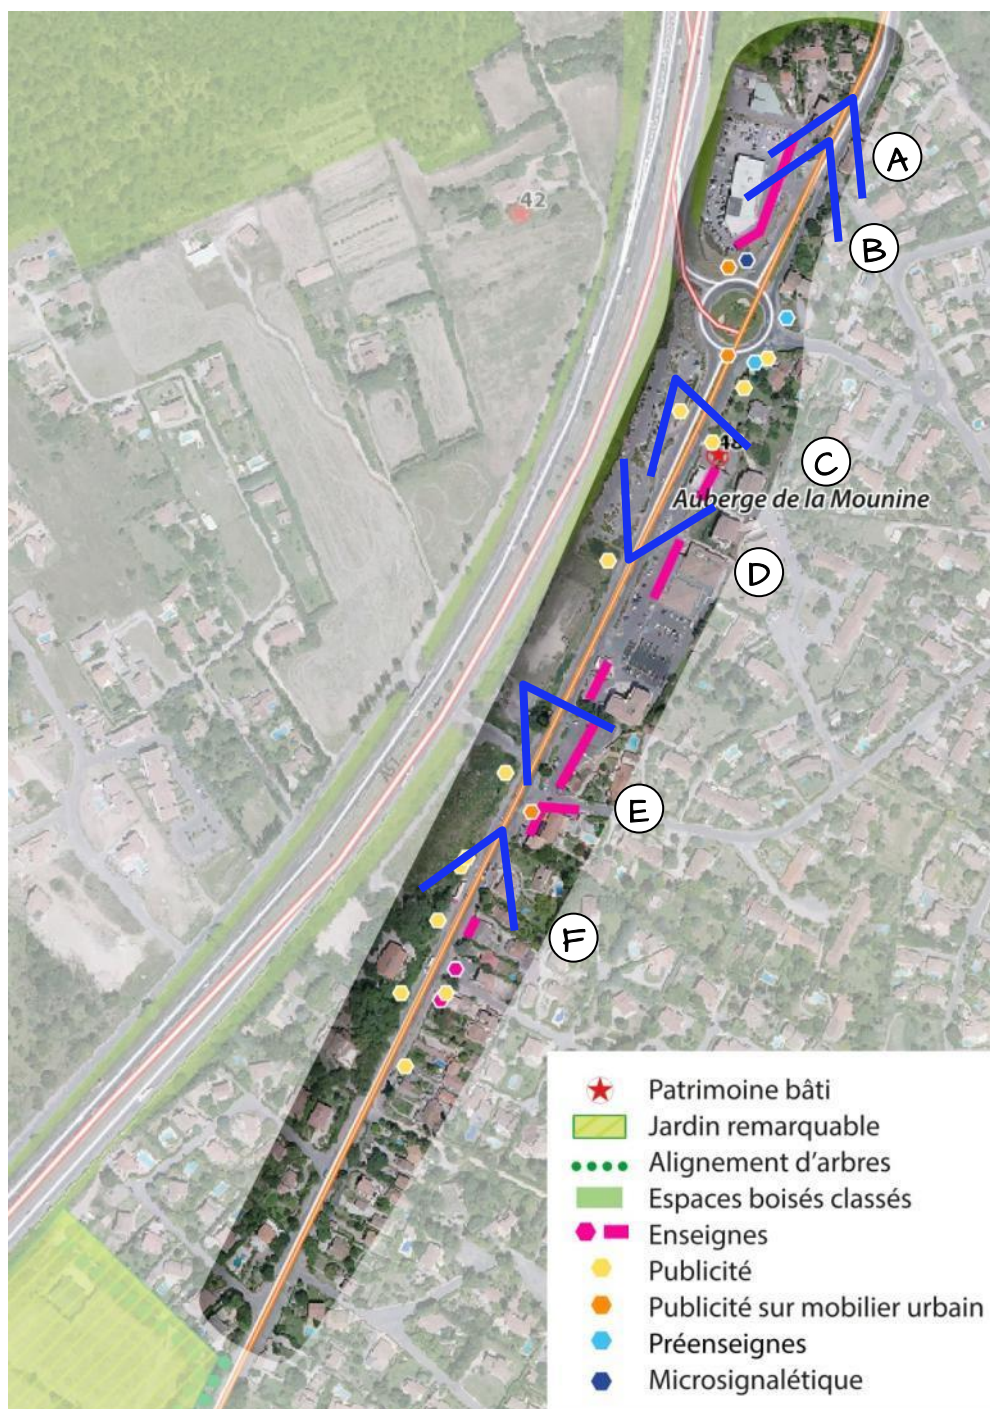 42
A
B
48
C
Auberge de la Mounine
D
E
F
Patrimoine bâti
Jardin remarquable
Alignement d'arbres
Espaces boisés classés
Enseignes
Publicité
Publicité sur mobilier urbain
Préenseignes
Microsignalétique